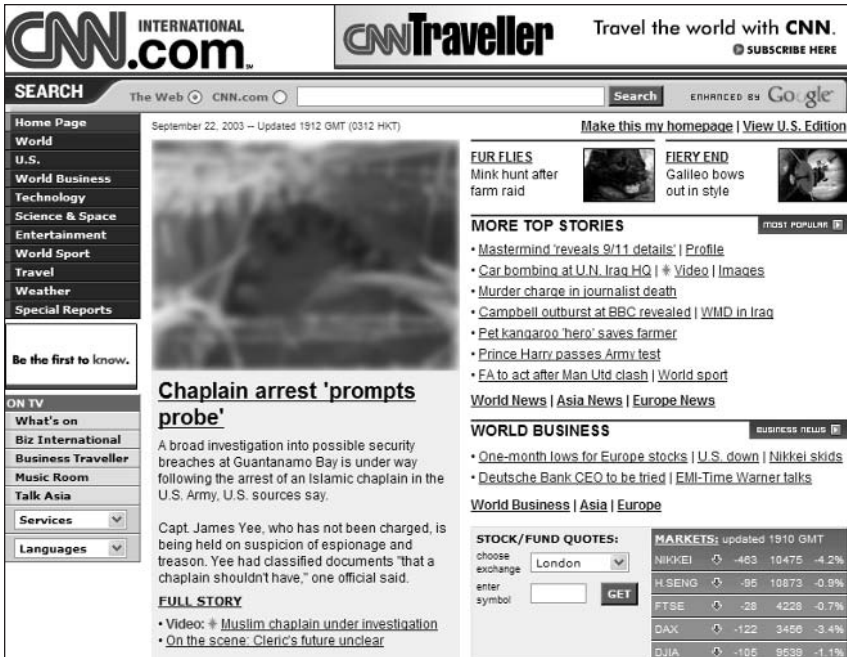 CNN.com INTERNATIONAL
CNN Traveller
Travel the world with CNN.
SUBSCRIBE HERE
SEARCH
The Web CNN.com Search ENHANCED BY Google
Home Page
World
U.S.
World Business
Technology
Science & Space
Entertainment
World Sport
Travel
Weather
Special Reports
Be the first to know.
ON TV
What's on
Biz International
Business Traveller
Music Room
Talk Asia
Services
Languages
September 22, 2003 -- Updated 1912 GMT (0312 HKT)
Chaplain arrest 'prompts
probe'
A broad investigation into possible security
breaches at Guantanamo Bay is under way
following the arrest of an Islamic chaplain in the
U.S. Army, U.S. sources say.
Capt. James Yee, who has not been charged, is
being held on suspicion of espionage and
treason. Yee had classified documents "that a
chaplain shouldn't have," one official said.
FULL STORY
• Video: Muslim chaplain under investigation
• On the scene: Cleric's future unclear
Make this my homepage | View U.S. Edition
FUR FLIES
Mink hunt after
farm raid
FIERY END
Galileo bows
out in style
MORE TOP STORIES
MOST POPULAR
• Mastermind 'reveals 9/11 details' | Profile
• Car bombing at U.N. Iraq HQ | Video | Images
• Murder charge in journalist death
• Campbell outburst at BBC revealed | WMD in Iraq
• Pet kangaroo 'hero' saves farmer
• Prince Harry passes Army test
• FA to act after Man Utd clash | World sport
World News | Asia News | Europe News
WORLD BUSINESS
BUSINESS NEWS
• One-month lows for Europe stocks | U.S. down | Nikkei skids
• Deutsche Bank CEO to be tried | EMI-Time Warner talks
World Business | Asia | Europe
STOCK/FUND QUOTES:
choose
exchange London
enter
symbol GET
MARKETS: updated 1910 GMT
NIKKEI -463 10475 -4.2%
H.SENG -95 10873 -0.9%
FTSE -28 4228 -0.7%
DAX -122 3456 -3.4%
DJIA -105 9539 -1.1%